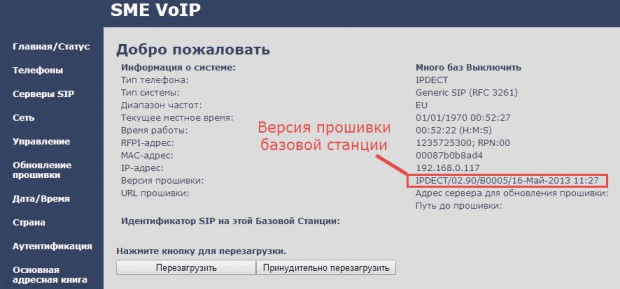 SME VoIP
Главная/Статус
Телефоны
Серверы SIP
Сеть
Управление
Обновление
прошивки
Дата/Время
Страна
Аутентификация
Основная
адресная книга
Добро пожаловать
Информация о системе: Много баз Выключить
Тип телефона: IPDECT
Тип системы: Generic SIP (RFC 3261)
Диапазон частот: EU
Текущее местное время: 01/01/1970 00:52:27
Время работы: 00:52:22 (H:M:S)
RFPI-адрес: 1235725300; RPN:00
MAC-адрес: 00087b0b8ad4
IP-адрес: 192.168.0.117
Версия прошивки: IPDECT/02.90/B0005/16-Май-2013 11:27
URL прошивки: Адрес сервера для обновления прошивки:
Путь до прошивки:
Версия прошивки
базовой станции
Идентификатор SIP на этой Базовой Станции:
Нажмите кнопку для перезагрузки.
Перезагрузить Принудительно перезагрузить